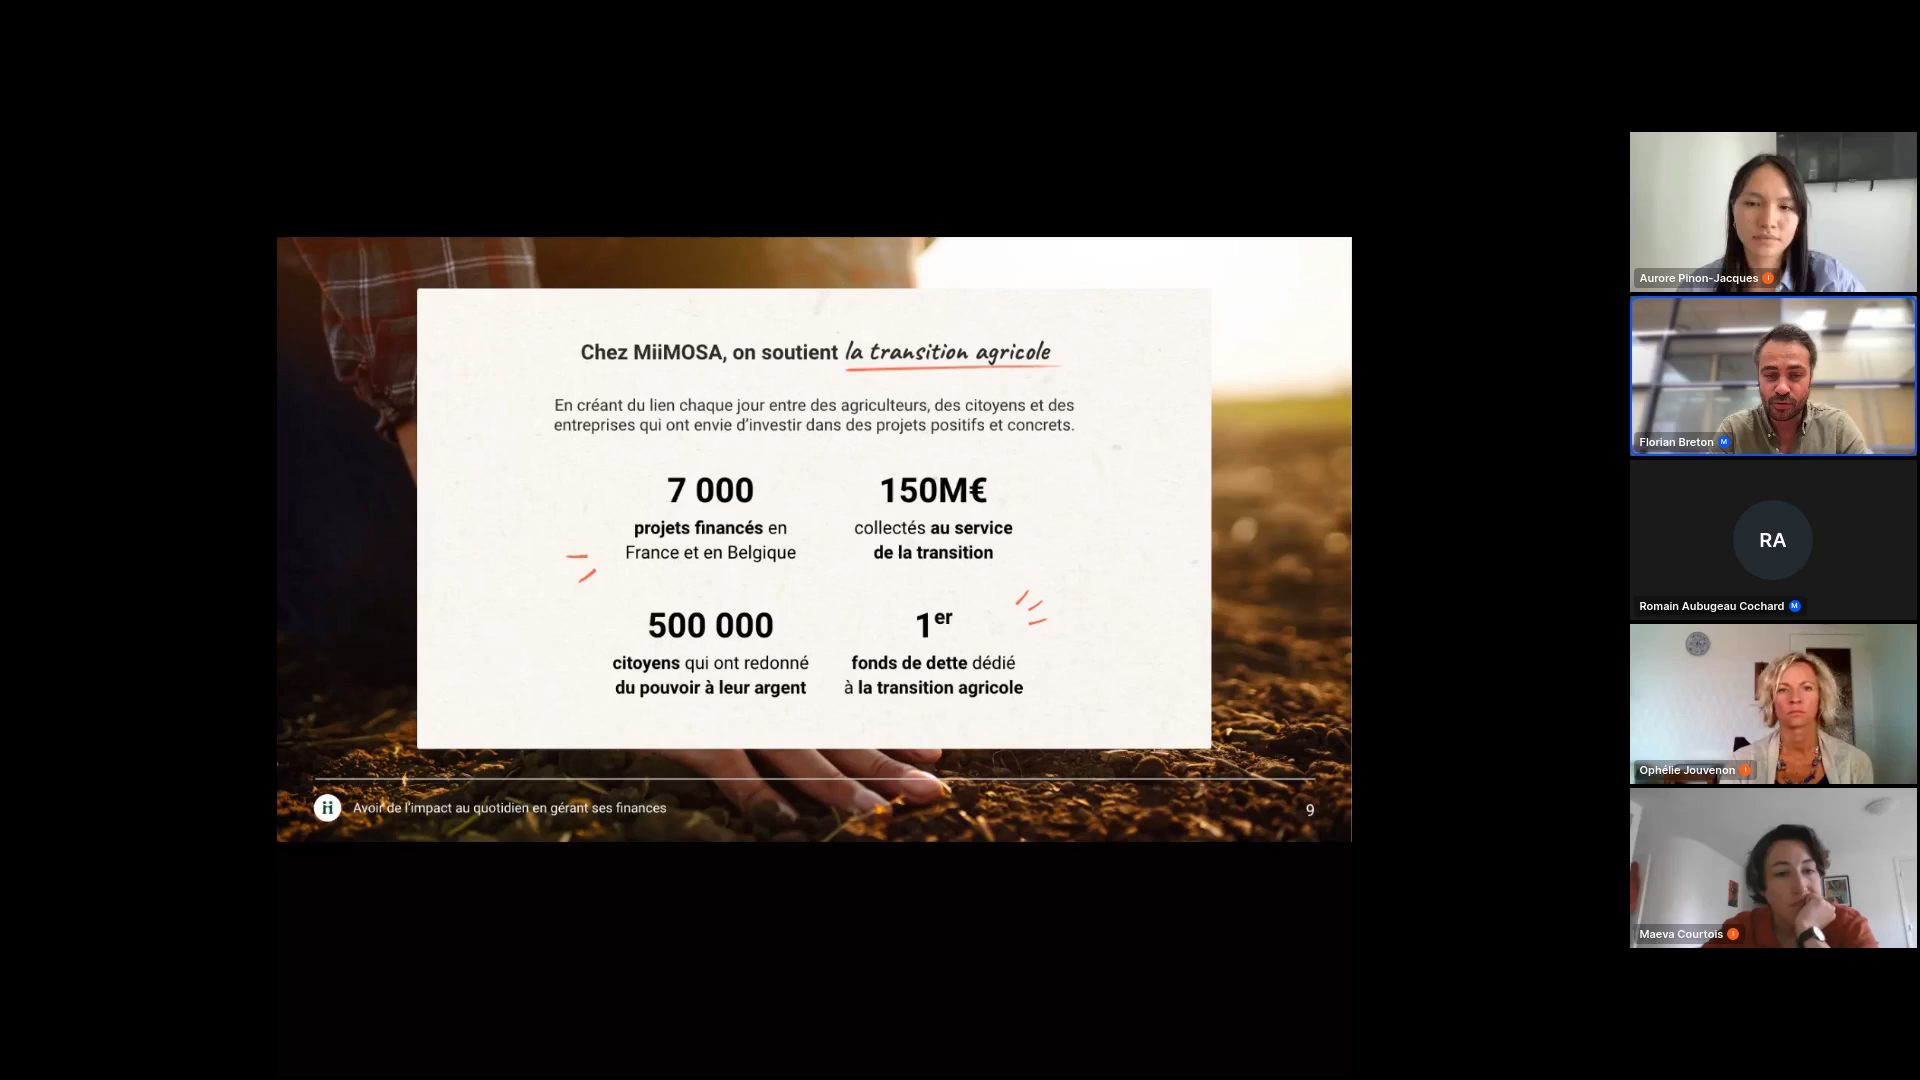 Chez MiiMOSA, on soutient la transition agricole
En créant du lien chaque jour entre des agriculteurs, des citoyens et des
entreprises qui ont envie d'investir dans des projets positifs et concrets.
7 000
projets financés en
France et en Belgique
150M€
collectés au service
de la transition
500 000
citoyens qui ont redonné
du pouvoir à leur argent
1er
fonds de dette dédié
à la transition agricole
ii
Avoir de l'impact au quotidien en gérant ses finances
9
Aurore Pinon-Jacques I
Florian Breton M
RA
Romain Aubugeau Cochard M
Ophélie Jouvenon I
Maeva Courtois I